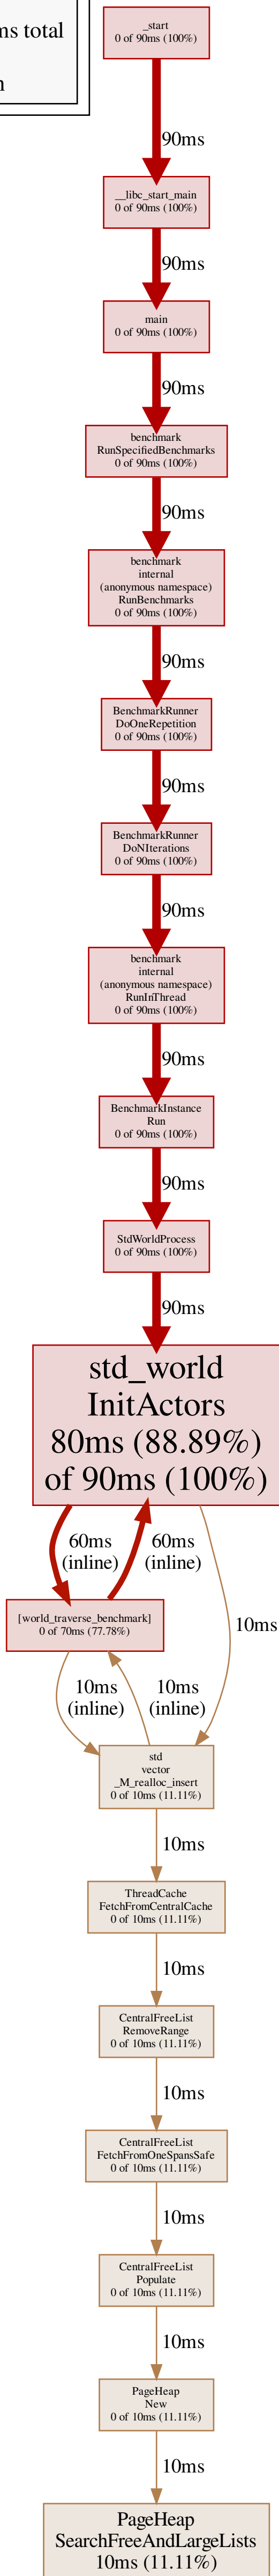 ms total
_start
0 of 90ms (100%)
90ms
__libc_start_main
0 of 90ms (100%)
90ms
main
0 of 90ms (100%)
90ms
benchmark
RunSpecifiedBenchmarks
0 of 90ms (100%)
90ms
benchmark
internal
(anonymous namespace)
RunBenchmarks
0 of 90ms (100%)
90ms
BenchmarkRunner
DoOneRepetition
0 of 90ms (100%)
90ms
BenchmarkRunner
DoNIterations
0 of 90ms (100%)
90ms
benchmark
internal
(anonymous namespace)
RunInThread
0 of 90ms (100%)
90ms
BenchmarkInstance
Run
0 of 90ms (100%)
90ms
StdWorldProcess
0 of 90ms (100%)
90ms
std_world
InitActors
80ms (88.89%)
of 90ms (100%)
60ms
(inline)
60ms
(inline)
[world_traverse_benchmark]
0 of 70ms (77.78%)
10ms
10ms
(inline)
10ms
(inline)
std
vector
_M_realloc_insert
0 of 10ms (11.11%)
10ms
ThreadCache
FetchFromCentralCache
0 of 10ms (11.11%)
10ms
CentralFreeList
RemoveRange
0 of 10ms (11.11%)
10ms
CentralFreeList
FetchFromOneSpansSafe
0 of 10ms (11.11%)
10ms
CentralFreeList
Populate
0 of 10ms (11.11%)
10ms
PageHeap
New
0 of 10ms (11.11%)
10ms
PageHeap
SearchFreeAndLargeLists
10ms (11.11%)